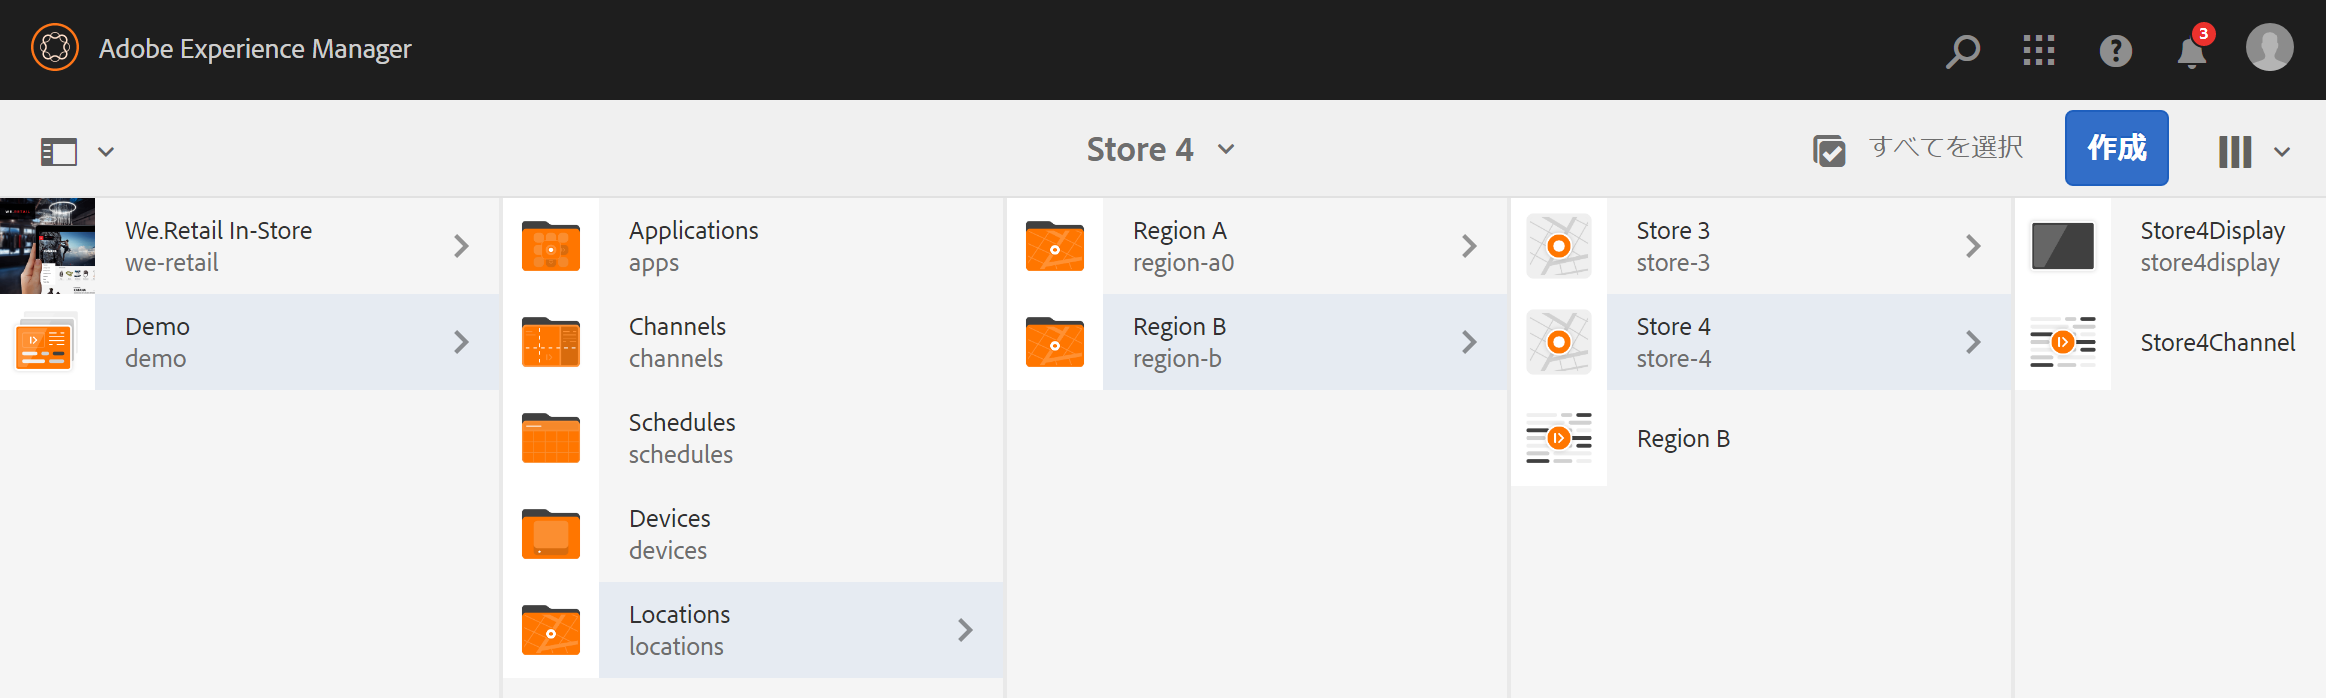 Adobe Experience Manager
3
Store 4
すべてを選択
作成
We.Retail In-Store
we-retail
Demo
demo
Applications
apps
Channels
channels
Schedules
schedules
Devices
devices
Locations
locations
Region A
region-a0
Region B
region-b
Store 3
store-3
Store 4
store-4
Region B
Store4Display
store4display
Store4Channel